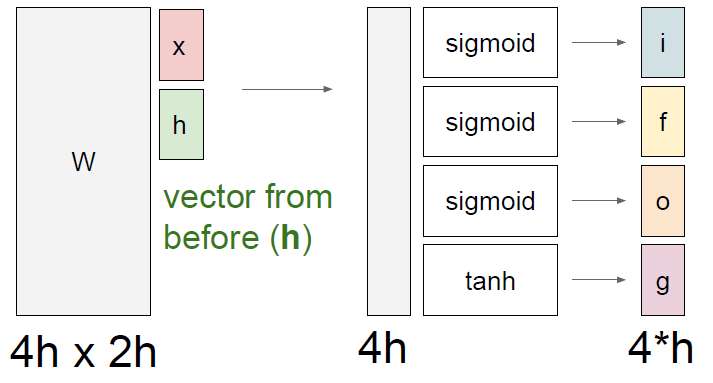 W
x
h
vector from
before (h)
4h x 2h
4h
sigmoid
sigmoid
sigmoid
tanh
i
f
o
g
4*h